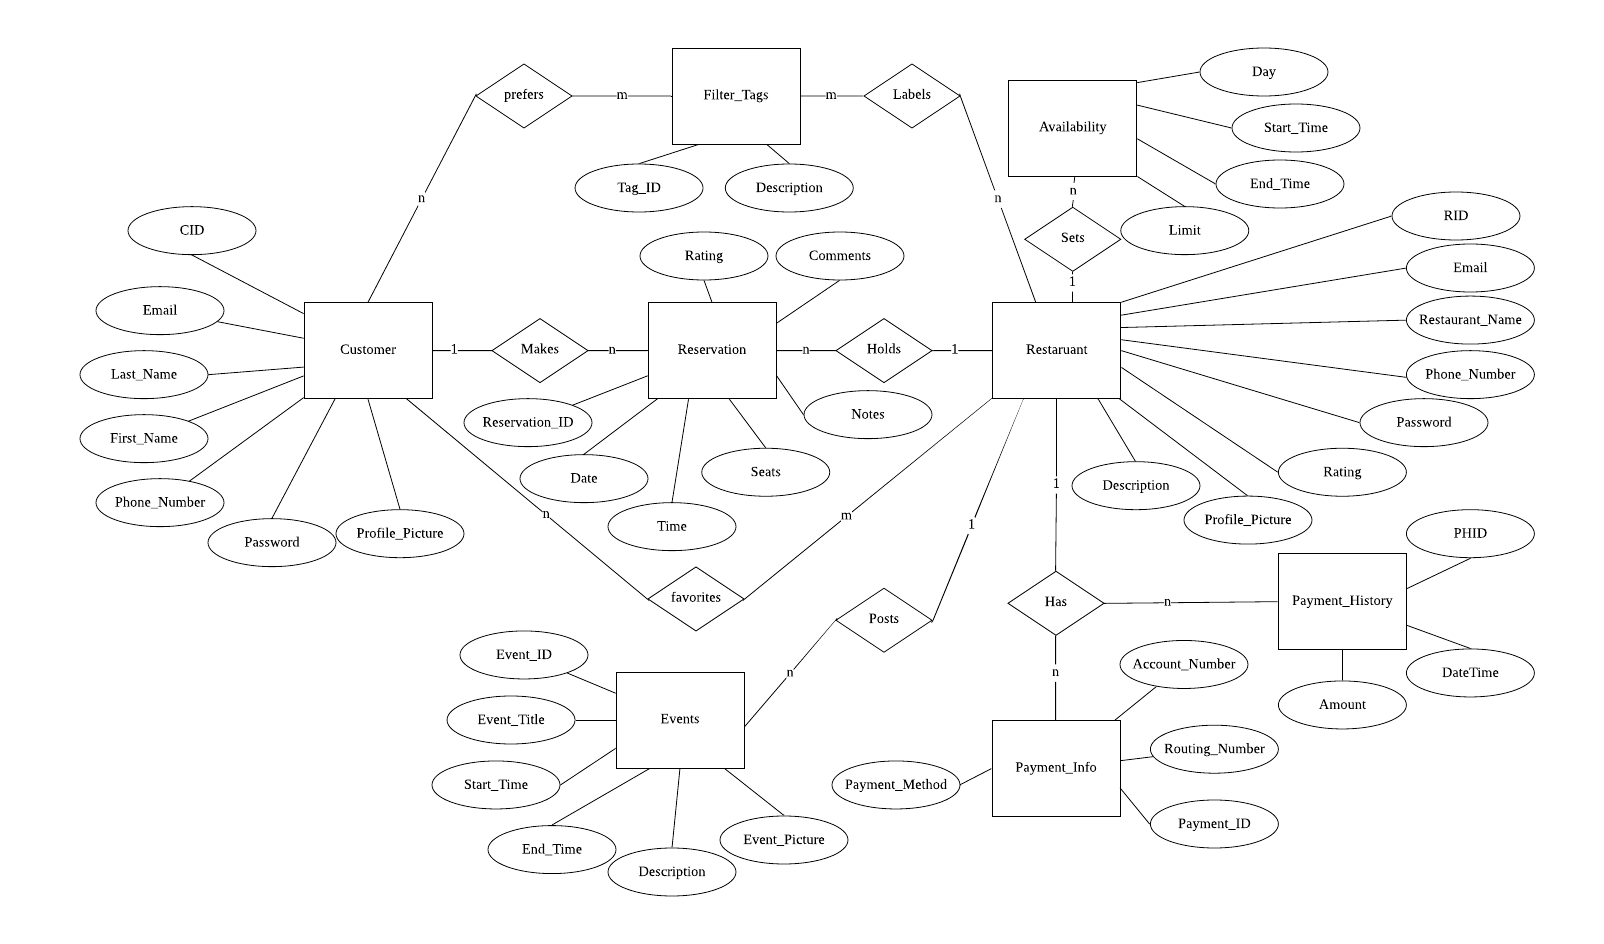 Day
prefers
m
Filter_Tags
m
Labels
Availability
Start_Time
Tag_ID
Description
n
End_Time
n
n
CID
Sets
Limit
RID
Rating
Comments
Email
1
Email
Restaurant_Name
Customer
1
Makes
n
Reservation
n
Holds
1
Restaruant
Last_Name
Phone_Number
First_Name
Reservation_ID
Notes
Password
Date
Seats
Rating
Description
1
Phone_Number
n
m
Time
1
Profile_Picture
Password
Profile_Picture
PHID
favorites
Posts
Has
n
Payment_History
Event_ID
n
n
Account_Number
DateTime
Event_Title
Events
Amount
Start_Time
Payment_Method
Payment_Info
Routing_Number
End_Time
Description
Event_Picture
Payment_ID